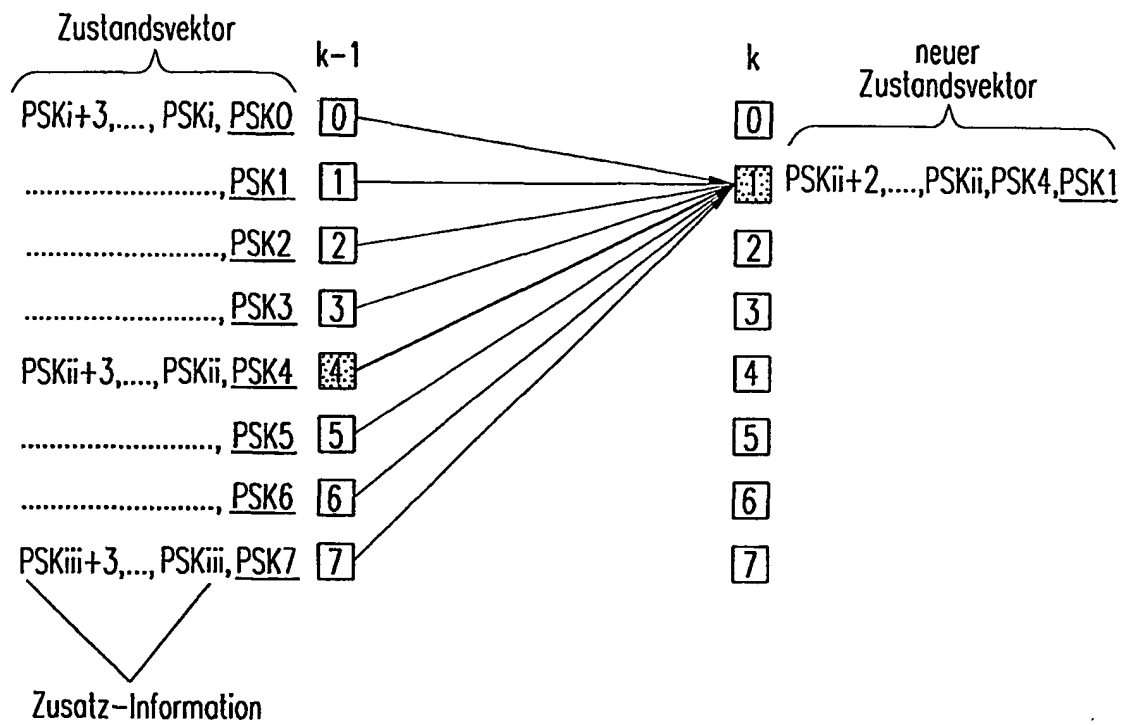 Zustandsvektor
k-1
k
neuer
Zustandsvektor
PSKi+3,...., PSKi, PSK0 0 0
........................, PSK1 1 1 PSKii+2,....,PSKii,PSK4,PSK1
........................, PSK2 2 2
........................, PSK3 3 3
PSKii+3,...., PSKii, PSK4 4 4
........................, PSK5 5 5
........................, PSK6 6 6
PSKiii+3,..., PSKiii, PSK7 7 7
Zusatz-Information